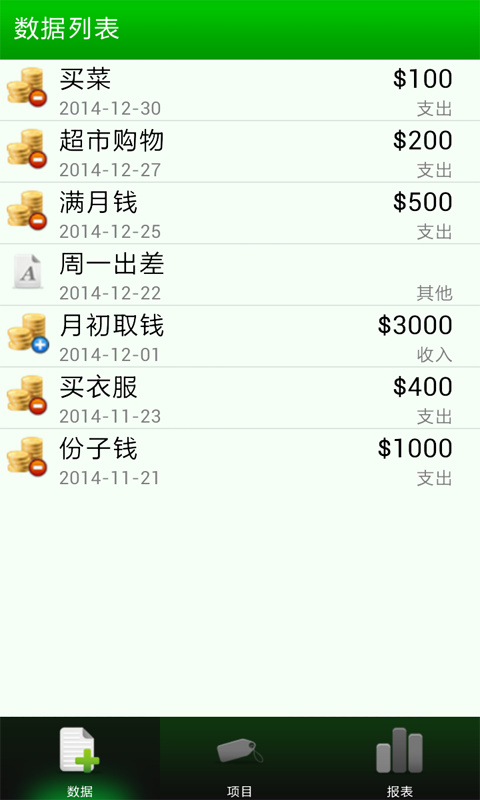 数据列表
买菜 $100
2014-12-30 支出
超市购物 $200
2014-12-27 支出
满月钱 $500
2014-12-25 支出
A 周一出差
2014-12-22 其他
月初取钱 $3000
2014-12-01 收入
买衣服 $400
2014-11-23 支出
份子钱 $1000
2014-11-21 支出
数据 项目 报表